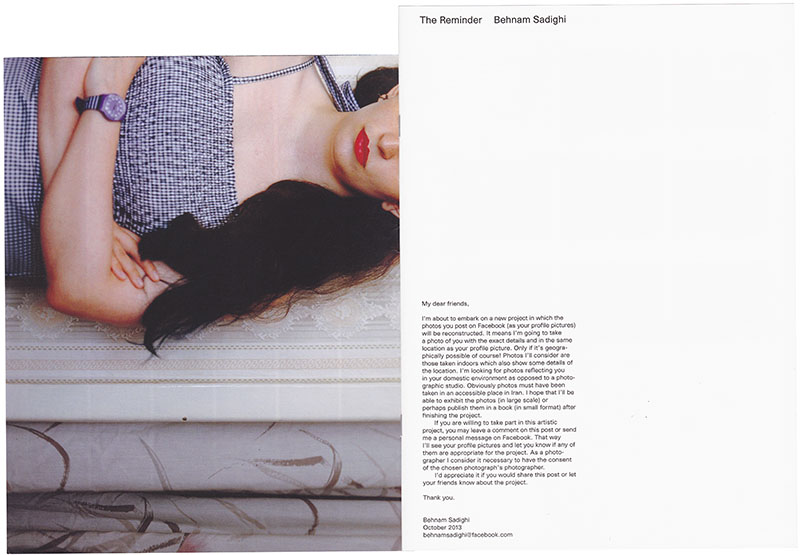 The Reminder Behnam Sadighi
My dear friends,
I'm about to embark on a new project in which the
photos you post on Facebook (as your profile pictures)
will be reconstructed. It means I'm going to take
a photo of you with the exact details and in the same
location as your profile picture. Only if it's geogra-
phically possible of course! Photos I'll consider are
those taken indoors which also show some details of
the location. I'm looking for photos reflecting you
in your domestic environment as opposed to a photo-
graphic studio. Obviously photos must have been
taken in an accessible place in Iran. I hope that I'll be
able to exhibit the photos (in large scale) or
perhaps publish them in a book (in small format) after
finishing the project.
If you are willing to take part in this artistic
project, you may leave a comment on this post or send
me a personal message on Facebook. That way
I'll see your profile pictures and let you know if any of
them are appropriate for the project. As a photo-
grapher I consider it necessary to have the consent
of the chosen photograph's photographer.
I'd appreciate it if you would share this post or let
your friends know about the project.
Thank you.
Behnam Sadighi
October 2013
behnamsadighi@facebook.com